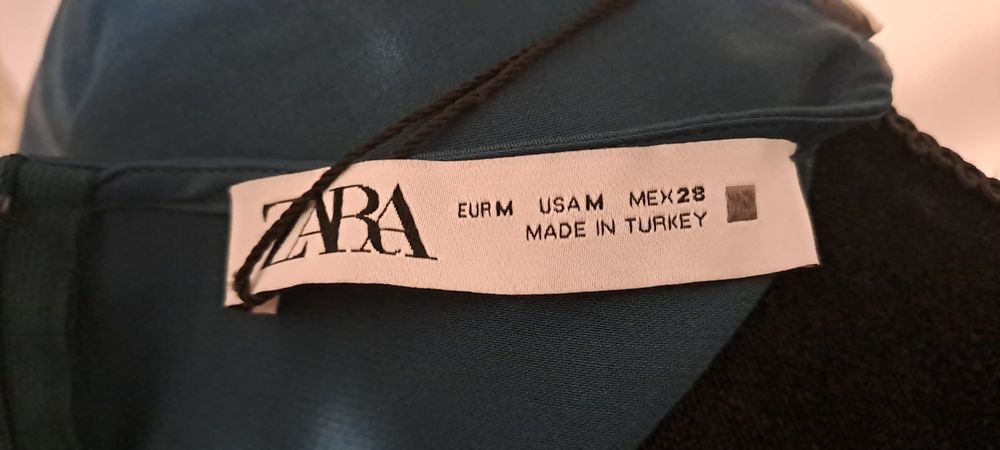 ZARA
EUR M USA M MEX 28
MADE IN TURKEY